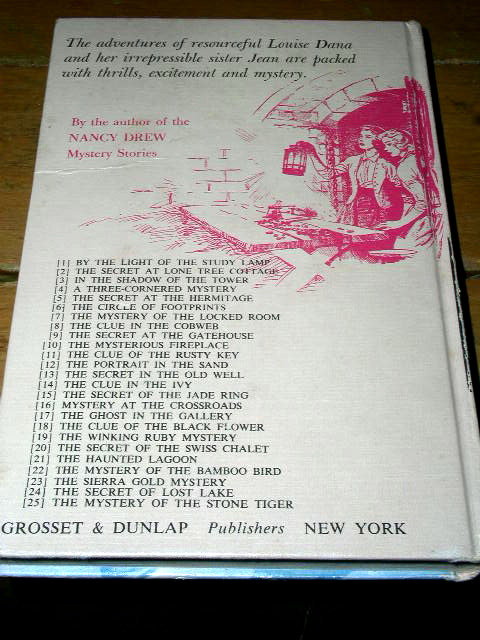 The adventures of resourceful Louise Dana
and her irrepressible sister Jean are packed
with thrills, excitement and mystery.
By the author of the
NANCY DREW
Mystery Stories
[1] BY THE LIGHT OF THE STUDY LAMP
[2] THE SECRET AT LONE TREE COTTAGE
[3] IN THE SHADOW OF THE TOWER
[4] A THREE-CORNERED MYSTERY
[5] THE SECRET AT THE HERMITAGE
[6] THE CIRCLE OF FOOTPRINTS
[7] THE MYSTERY OF THE LOCKED ROOM
[8] THE CLUE IN THE COBWEB
[9] THE SECRET AT THE GATEHOUSE
[10] THE MYSTERIOUS FIREPLACE
[11] THE CLUE OF THE RUSTY KEY
[12] THE PORTRAIT IN THE SAND
[13] THE SECRET IN THE OLD WELL
[14] THE CLUE IN THE IVY
[15] THE SECRET OF THE JADE RING
[16] MYSTERY AT THE CROSSROADS
[17] THE GHOST IN THE GALLERY
[18] THE CLUE OF THE BLACK FLOWER
[19] THE WINKING RUBY MYSTERY
[20] THE SECRET OF THE SWISS CHALET
[21] THE HAUNTED LAGOON
[22] THE MYSTERY OF THE BAMBOO BIRD
[23] THE SIERRA GOLD MYSTERY
[24] THE SECRET OF LOST LAKE
[25] THE MYSTERY OF THE STONE TIGER
GROSSET & DUNLAP Publishers NEW YORK